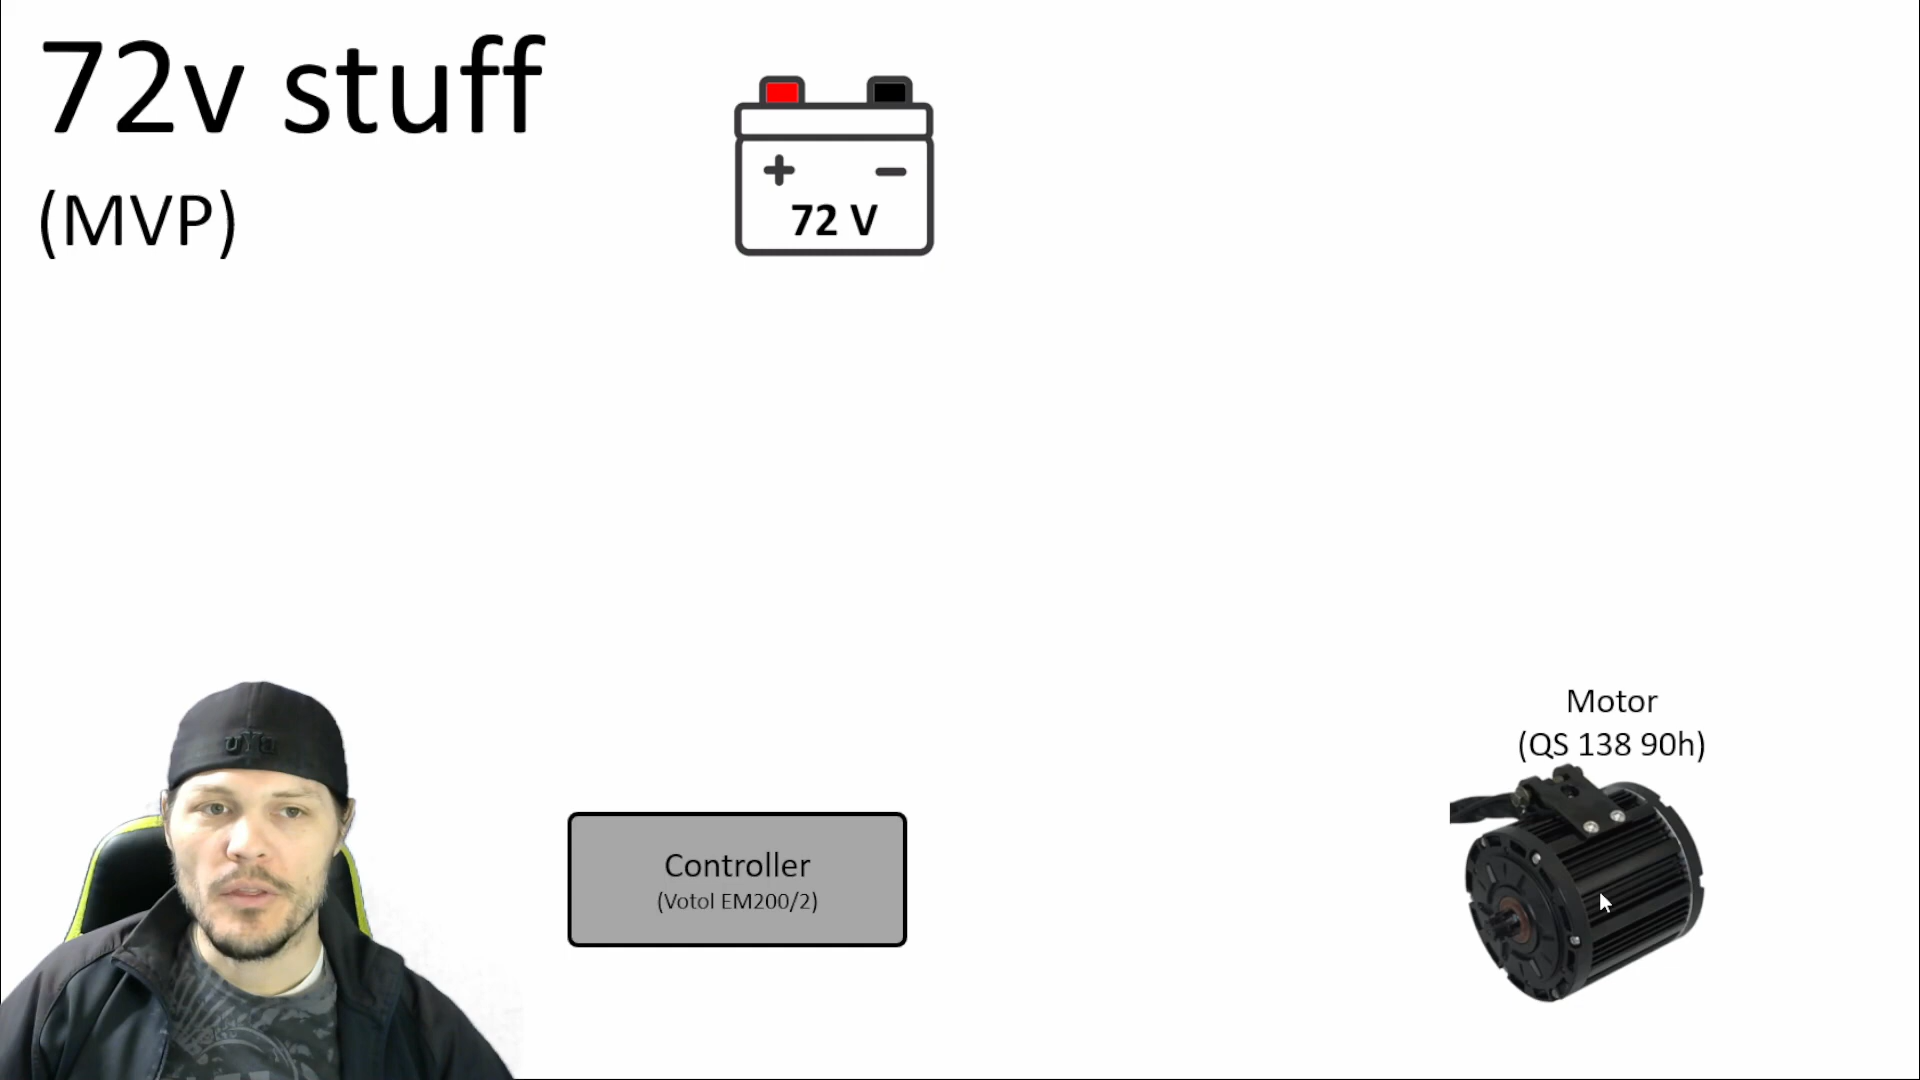 72v stuff
(MVP)
+ −
72 V
Motor
(QS 138 90h)
Controller
(Votol EM200/2)